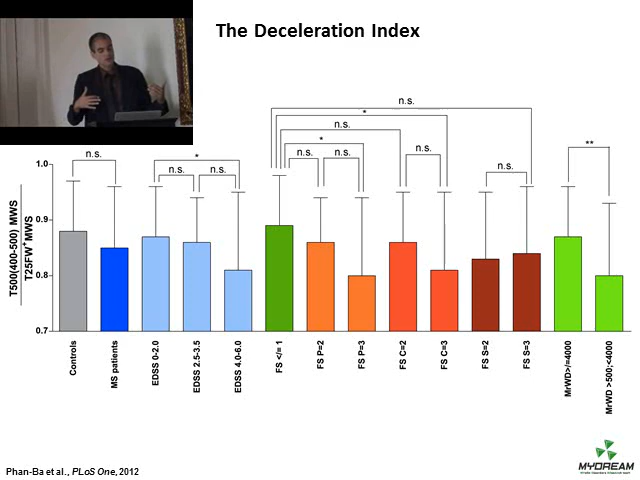 The Deceleration Index
n.s.
*
n.s.
*
n.s.
n.s.
*
n.s.
n.s.
n.s.
n.s.
n.s.
**
1.0
0.9
0.8
0.7
T500(400-500) MWS
T25FW+MWS
Controls
MS patients
EDSS 0-2.0
EDSS 2.5-3.5
EDSS 4.0-6.0
FS </= 1
FS P=2
FS P=3
FS C=2
FS C=3
FS S=2
FS S=3
MrWD>/=4000
MrWD >500;<4000
Phan-Ba et al., PLoS One, 2012
MYDREAM